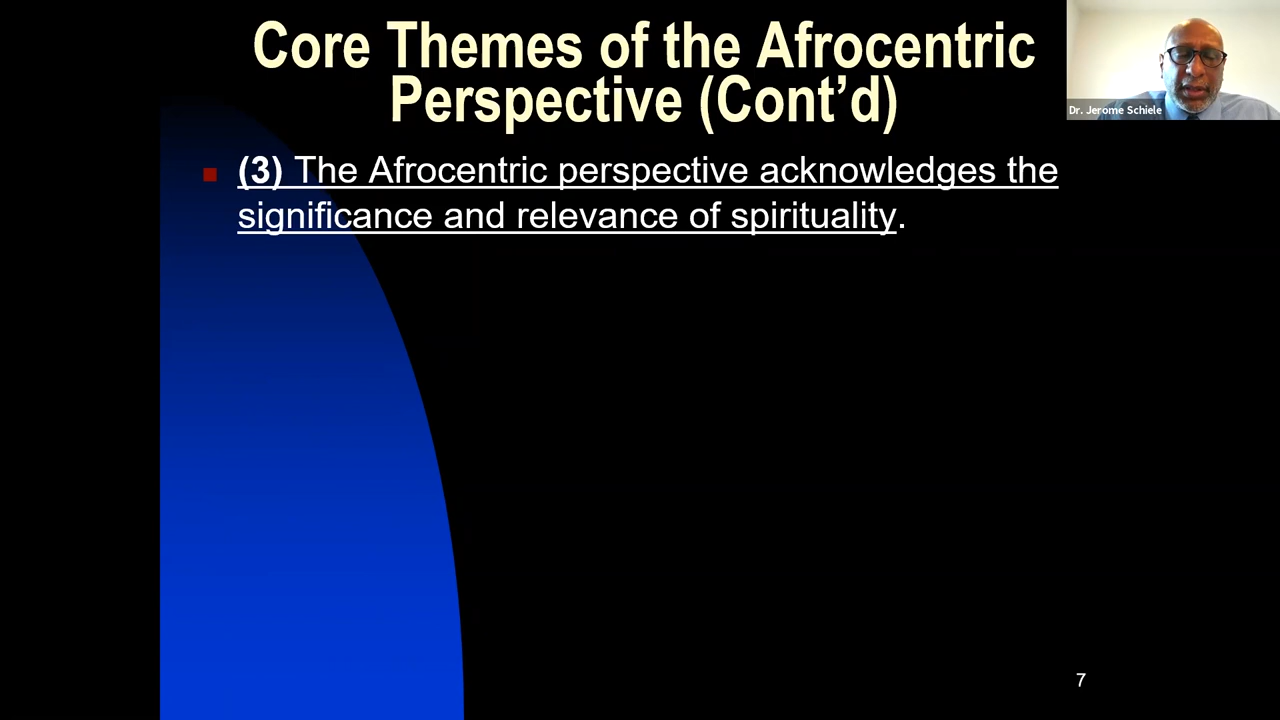 Core Themes of the Afrocentric
Perspective (Cont’d)
Dr. Jerome Schiele
(3) The Afrocentric perspective acknowledges the
significance and relevance of spirituality.
7